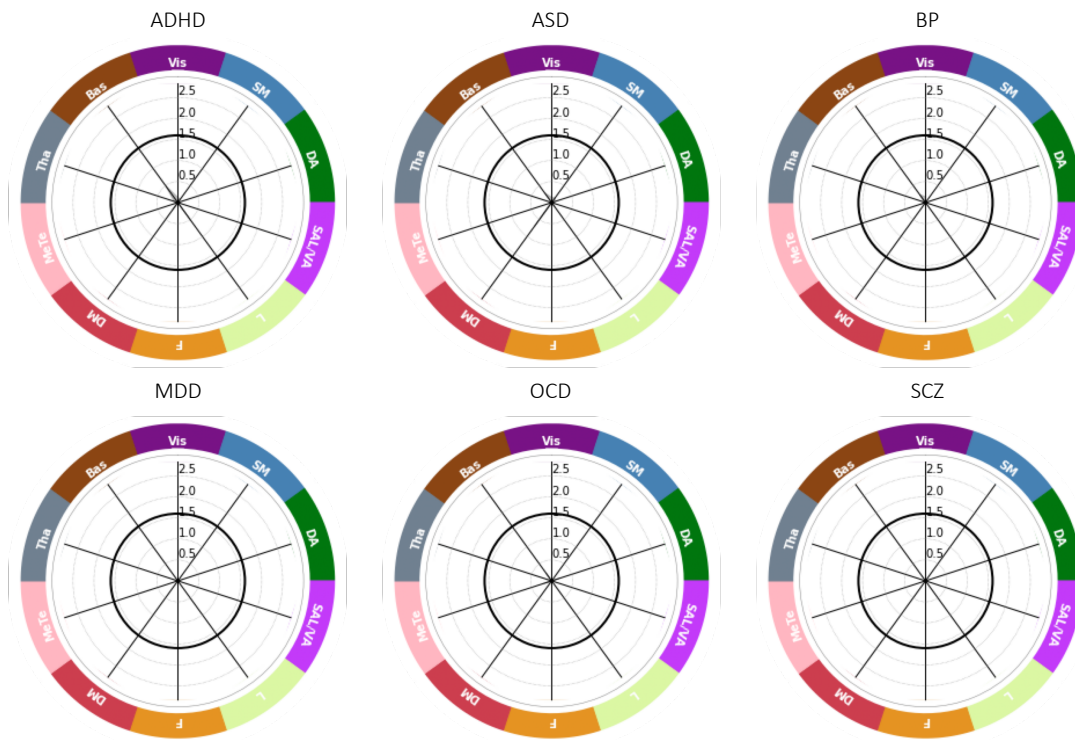 ADHD ASD BP
Vis Vis Vis
Bas SM Bas SM Bas SM
2.5 2.5 2.5
2.0 2.0 2.0
1.5 1.5 1.5
Tha 1.0 DA Tha 1.0 DA Tha 1.0 DA
0.5 0.5 0.5
MeTe SAL/VA MeTe SAL/VA MeTe SAL/VA
DM L DM L DM L
F F F
MDD OCD SCZ
Vis Vis Vis
Bas SM Bas SM Bas SM
2.5 2.5 2.5
2.0 2.0 2.0
1.5 1.5 1.5
Tha 1.0 DA Tha 1.0 DA Tha 1.0 DA
0.5 0.5 0.5
MeTe SAL/VA MeTe SAL/VA MeTe SAL/VA
DM L DM L DM L
F F F